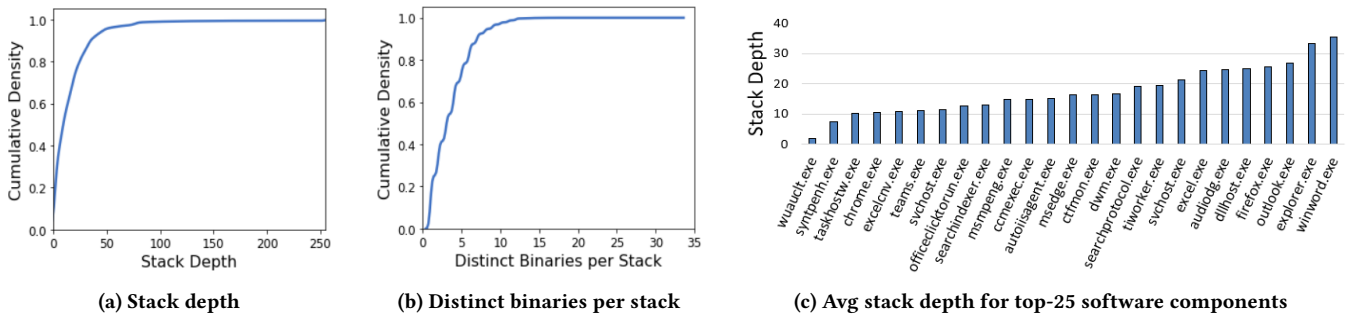 1.0
0.8
0.6
0.4
0.2
0.0
Cumulative Density
0 50 100 150 200 250
Stack Depth
(a) Stack depth
1.0
0.8
0.6
0.4
0.2
0.0
Cumulative Density
0 5 10 15 20 25 30 35
Distinct Binaries per Stack
(b) Distinct binaries per stack
40
30
20
10
0
Stack Depth
wuauclt.exe
syntpenh.exe
taskhostw.exe
chrome.exe
excelcnv.exe
teams.exe
svchost.exe
officeclicktorun.exe
searchindexer.exe
msmpeng.exe
ccmexec.exe
autoiisagent.exe
msedge.exe
ctfmon.exe
dwm.exe
searchprotocol.exe
tiworker.exe
svchost.exe
excel.exe
audiodg.exe
dllhost.exe
firefox.exe
outlook.exe
explorer.exe
winword.exe
(c) Avg stack depth for top-25 software components